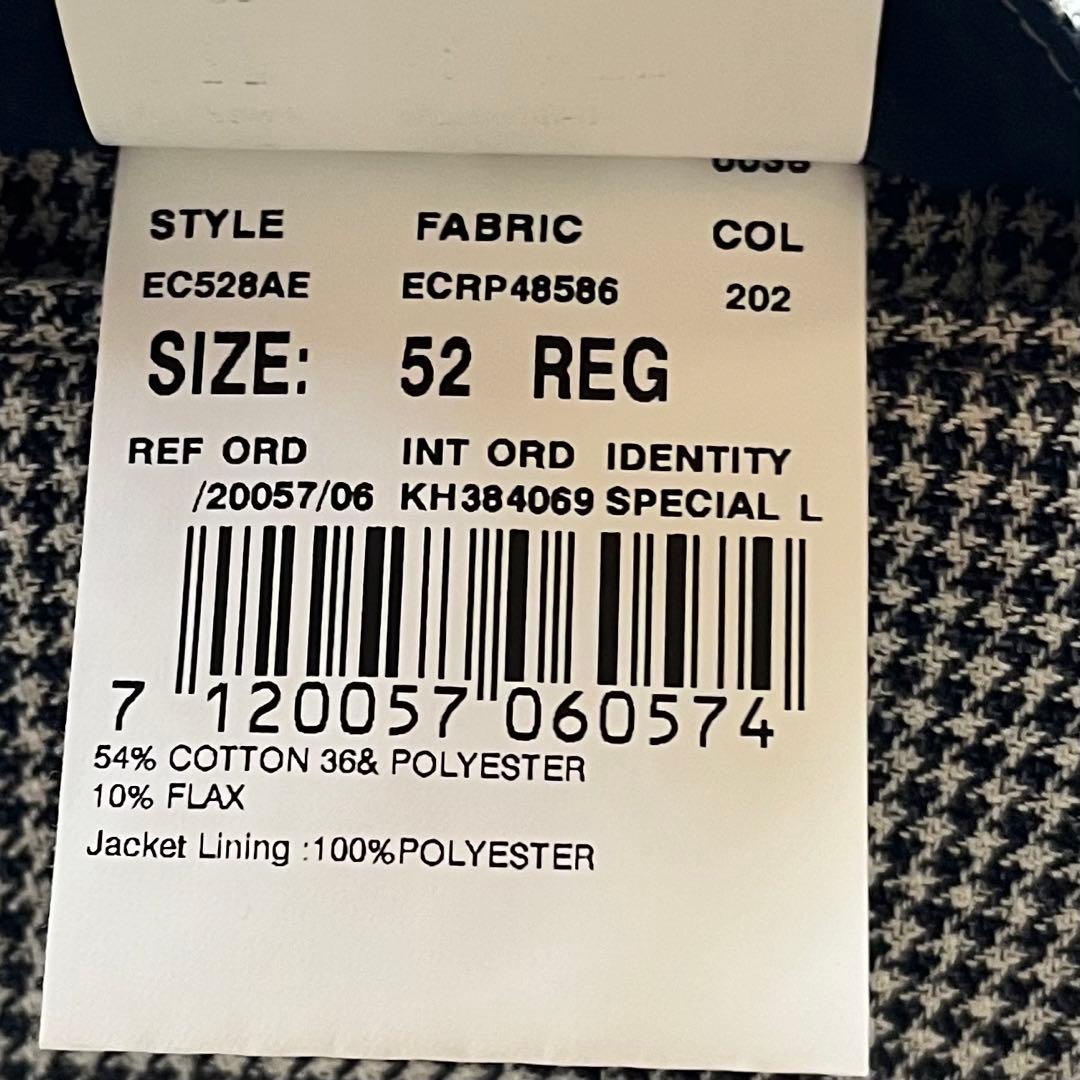 STYLE FABRIC COL
EC528AE ECRP48586 202
SIZE: 52 REG
REF ORD INT ORD IDENTITY
/20057/06 KH384069 SPECIAL L
7 120057 060574
54% COTTON 36& POLYESTER
10% FLAX
Jacket Lining :100%POLYESTER